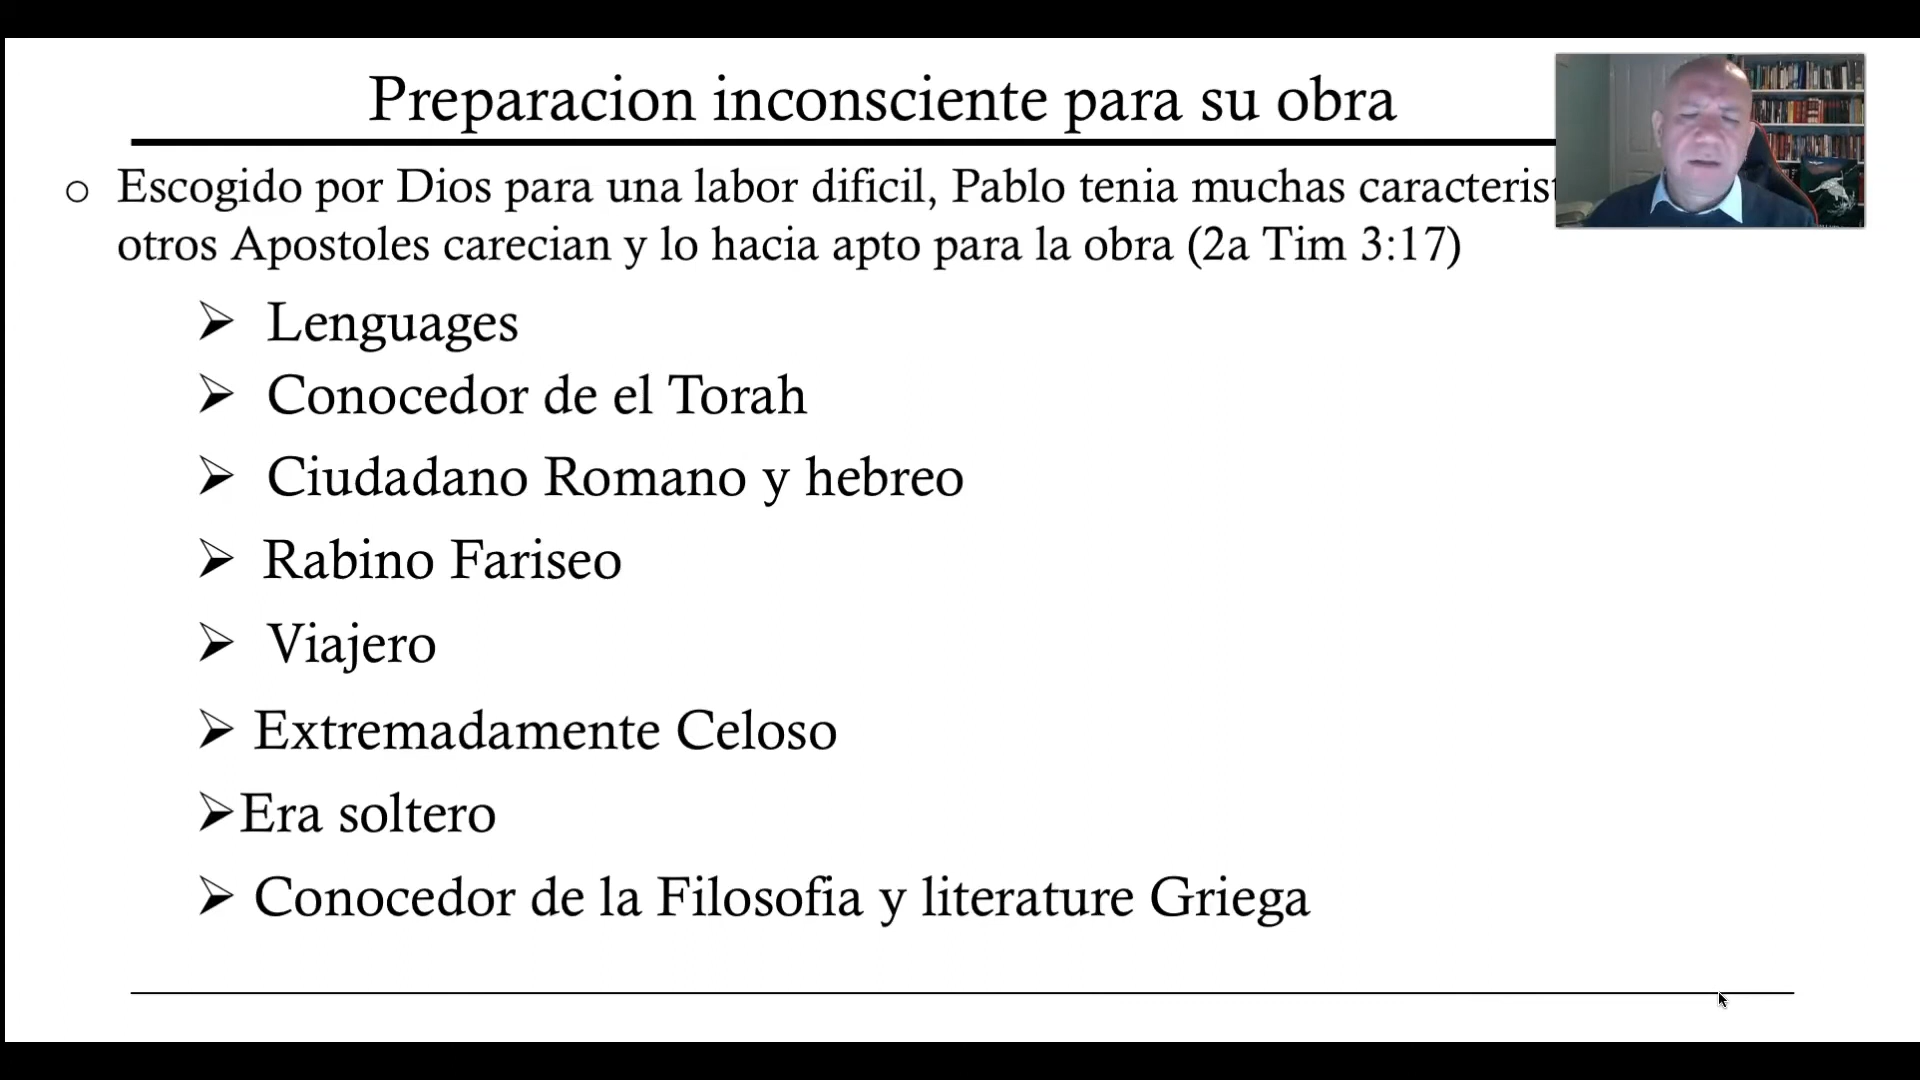 Preparacion inconsciente para su obra
Escogido por Dios para una labor dificil, Pablo tenia muchas
otros Apostoles carecian y lo hacia apto para la obra (2a Tim 3:17)
Lenguages
Conocedor de el Torah
Ciudadano Romano y hebreo
Rabino Fariseo
Viajero
Extremadamente Celoso
Era soltero
Conocedor de la Filosofia y literature Griega